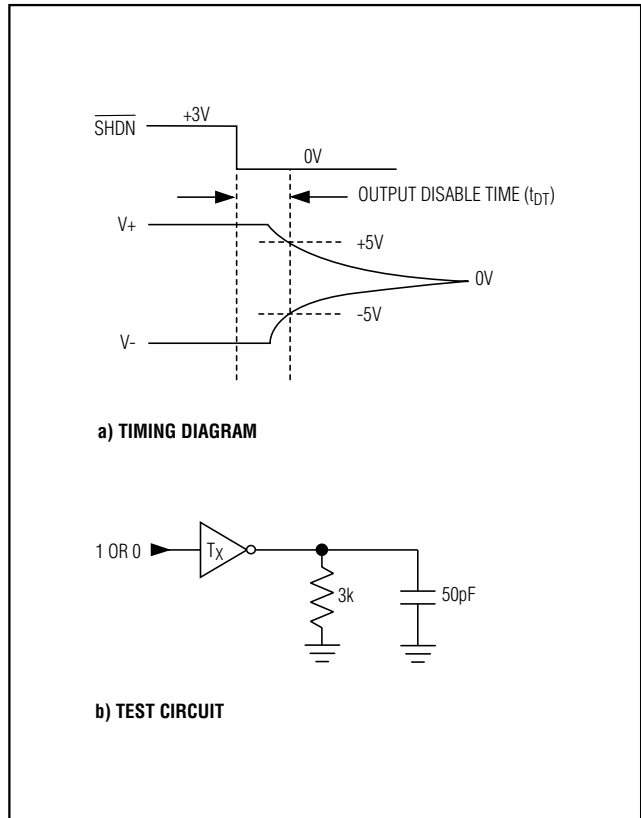 +3V
SHDN
0V
OUTPUT DISABLE TIME (tDT)
V+
+5V
0V
-5V
V-
a) TIMING DIAGRAM
1 OR 0
TX
3k
50pF
b) TEST CIRCUIT